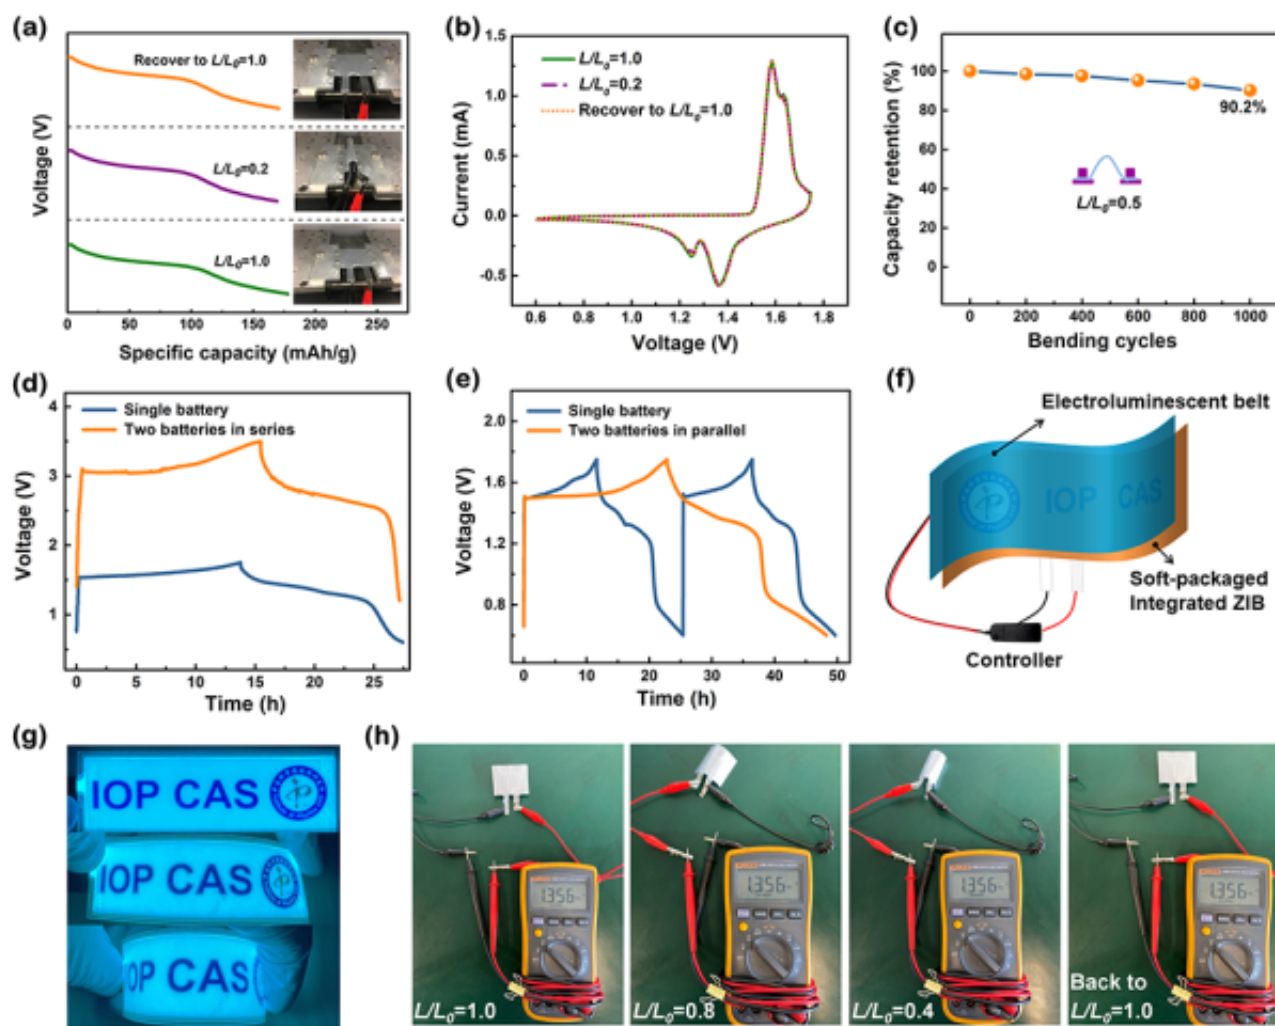 (a)
Recover to L/L0=1.0
L/L0=0.2
L/L0=1.0
Voltage (V)
0 50 100 150 200 250
Specific capacity (mAh/g)
(b)
L/L0=1.0
L/L0=0.2
Recover to L/L0=1.0
Current (mA)
1.5
1.0
0.5
0.0
-0.5
0.6 0.8 1.0 1.2 1.4 1.6 1.8
Voltage (V)
(c)
Capacity retention (%)
100
80
60
40
20
0
90.2%
L/L0=0.5
0 200 400 600 800 1000
Bending cycles
(d)
Single battery
Two batteries in series
Voltage (V)
4
3
2
1
0 5 10 15 20 25
Time (h)
(e)
Single battery
Two batteries in parallel
Voltage (V)
2.0
1.6
1.2
0.8
0 10 20 30 40 50
Time (h)
(f)
Electroluminescent belt
IOP CAS
Soft-packaged
Integrated ZIB
Controller
(g)
IOP CAS
IOP CAS
IOP CAS
(h)
1.356
1.356
1.356
1.356
L/L0=1.0
L/L0=0.8
L/L0=0.4
Back to
L/L0=1.0